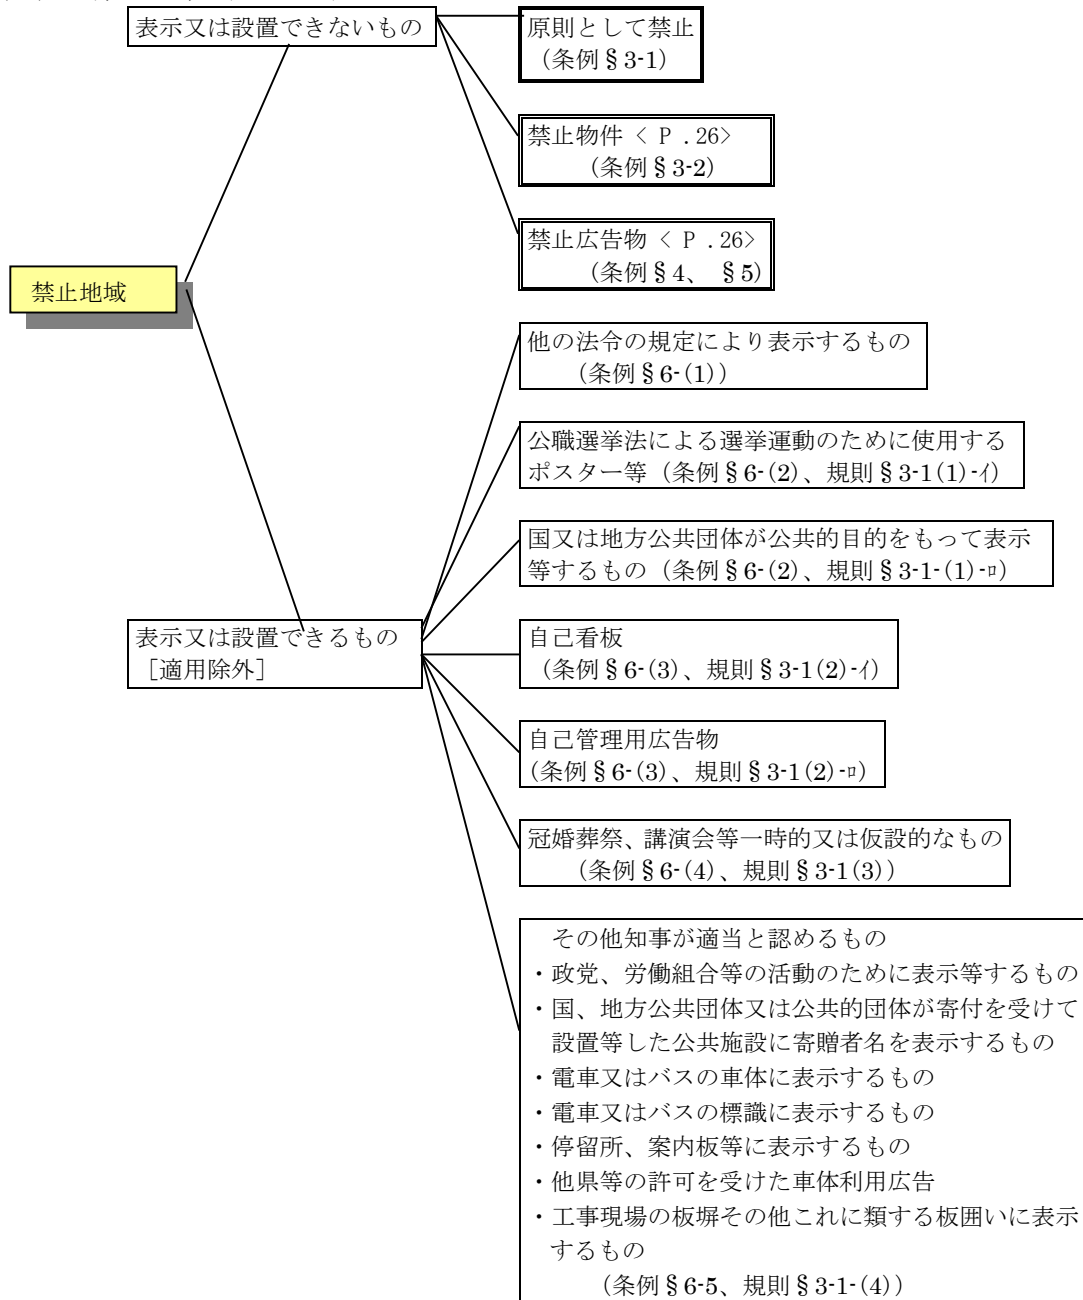 表示又は設置できないもの
原則として禁止
(条例§3-1)
禁止物件 < P .26>
(条例§3-2)
禁止広告物 < P .26>
(条例§4、 §5)
禁止地域
他の法令の規定により表示するもの
(条例§6-(1))
公職選挙法による選挙運動のために使用する
ポスター等 (条例§6-(2)、規則§3-1(1)-ｲ)
国又は地方公共団体が公共的目的をもって表示
等するもの (条例§6-(2)、規則§3-1-(1)-ﾛ)
表示又は設置できるもの
[適用除外]
自己看板
(条例§6-(3)、規則§3-1(2)-ｲ)
自己管理用広告物
(条例§6-(3)、規則§3-1(2)-ﾛ)
冠婚葬祭、講演会等一時的又は仮設的なもの
(条例§6-(4)、規則§3-1(3))
その他知事が適当と認めるもの
・政党、労働組合等の活動のために表示等するもの
・国、地方公共団体又は公共的団体が寄付を受けて
設置等した公共施設に寄贈者名を表示するもの
・電車又はバスの車体に表示するもの
・電車又はバスの標識に表示するもの
・停留所、案内板等に表示するもの
・他県等の許可を受けた車体利用広告
・工事現場の板塀その他これに類する板囲いに表示
するもの
(条例§6-5、規則§3-1-(4))